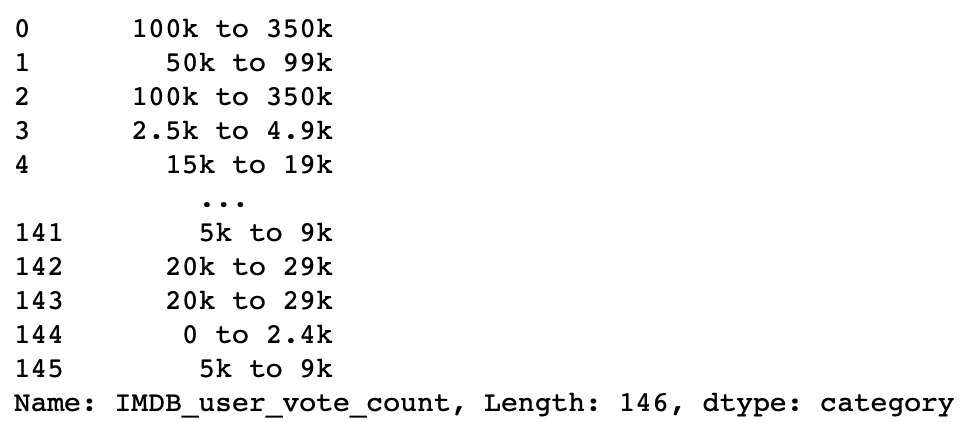 0      100k to 350k
1        50k to 99k
2      100k to 350k
3      2.5k to 4.9k
4        15k to 19k
           ...
141        5k to 9k
142      20k to 29k
143      20k to 29k
144       0 to 2.4k
145        5k to 9k
Name: IMDB_user_vote_count, Length: 146, dtype: category